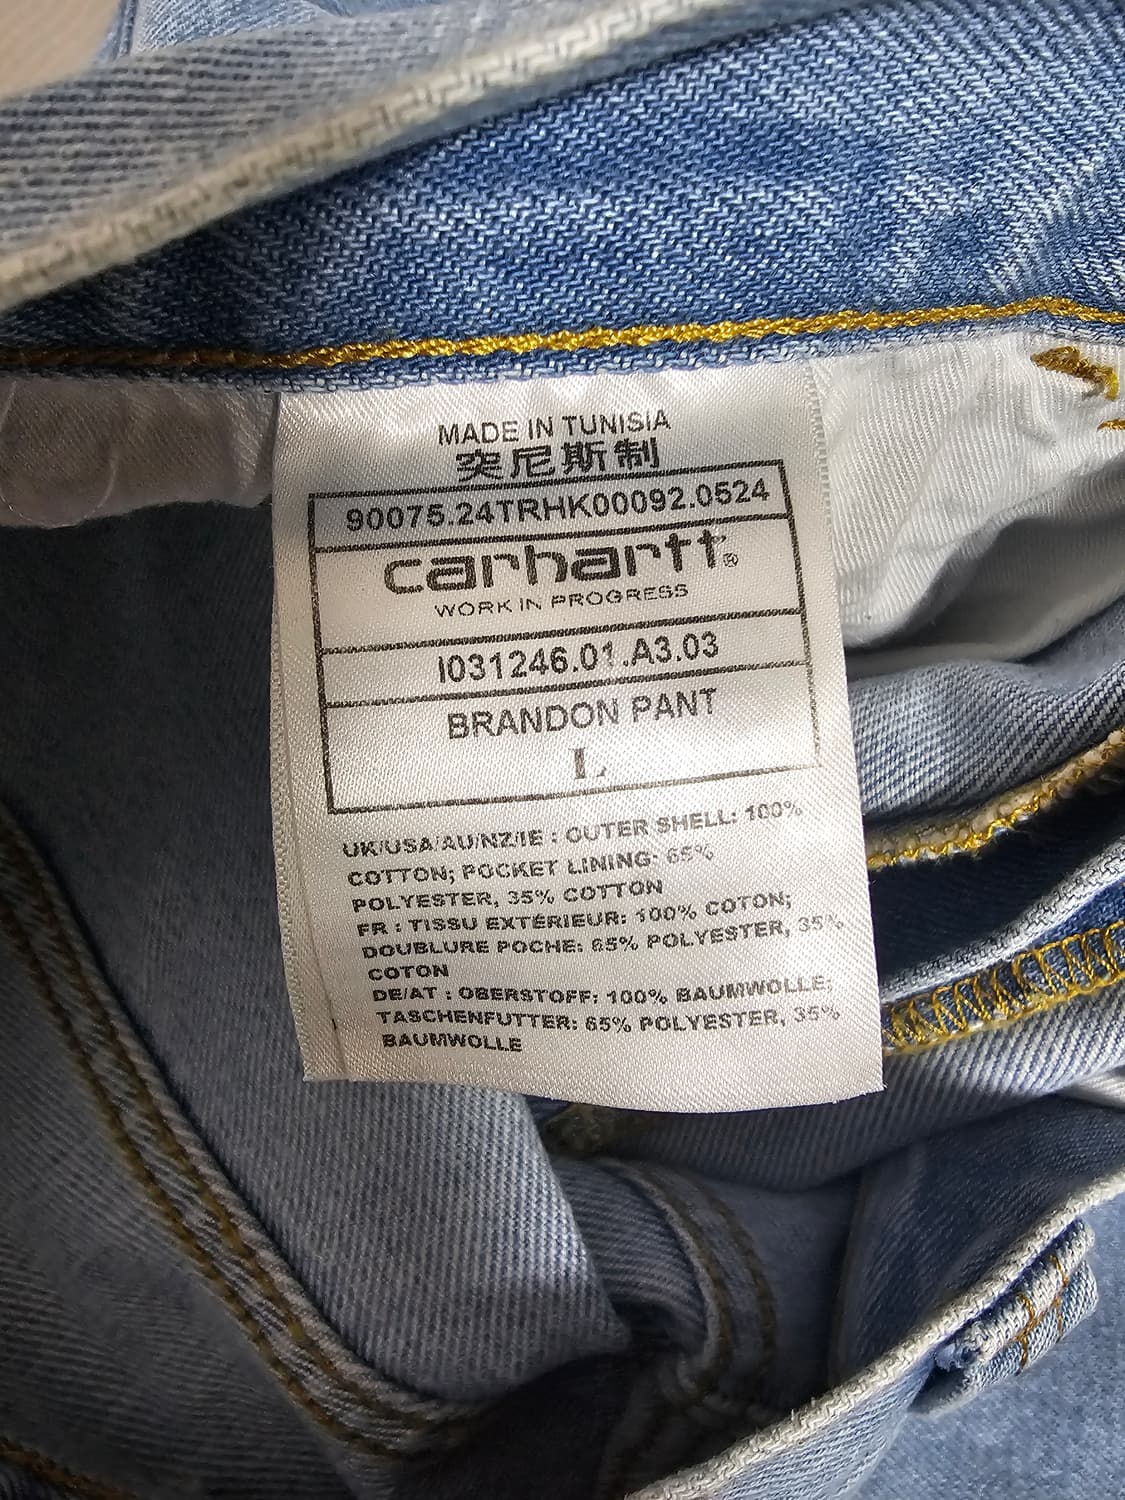 MADE IN TUNISIA
突尼斯制
90075.24TRHK00092.0524
carhartt®
WORK IN PROGRESS
I031246.01.A3.03
BRANDON PANT
L
UK/USA/AU/NZ/IE : OUTER SHELL: 100%
COTTON; POCKET LINING: 65%
POLYESTER, 35% COTTON
FR : TISSU EXTÉRIEUR: 100% COTON;
DOUBLURE POCHE: 65% POLYESTER, 35%
COTON
DE/AT : OBERSTOFF: 100% BAUMWOLLE;
TASCHENFUTTER: 65% POLYESTER, 35%
BAUMWOLLE